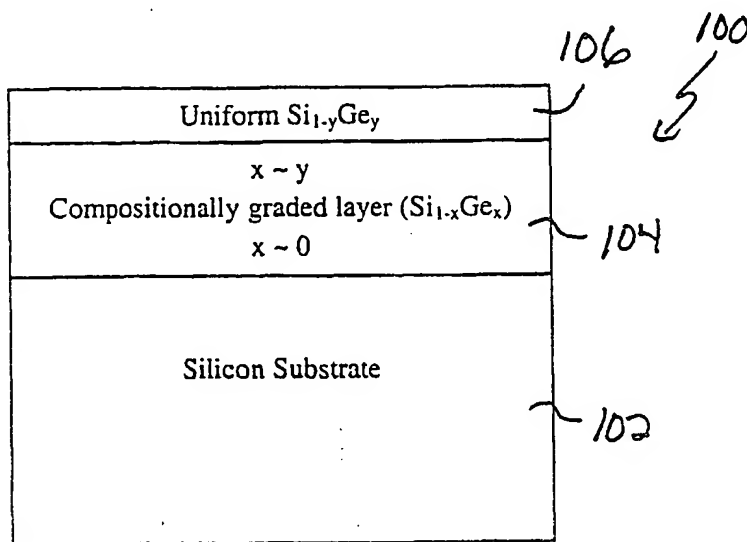 100
106
Uniform Si₁₋yGey
x ~ y
Compositionally graded layer (Si₁₋ₓGeₓ)
104
x ~ 0
Silicon Substrate
102